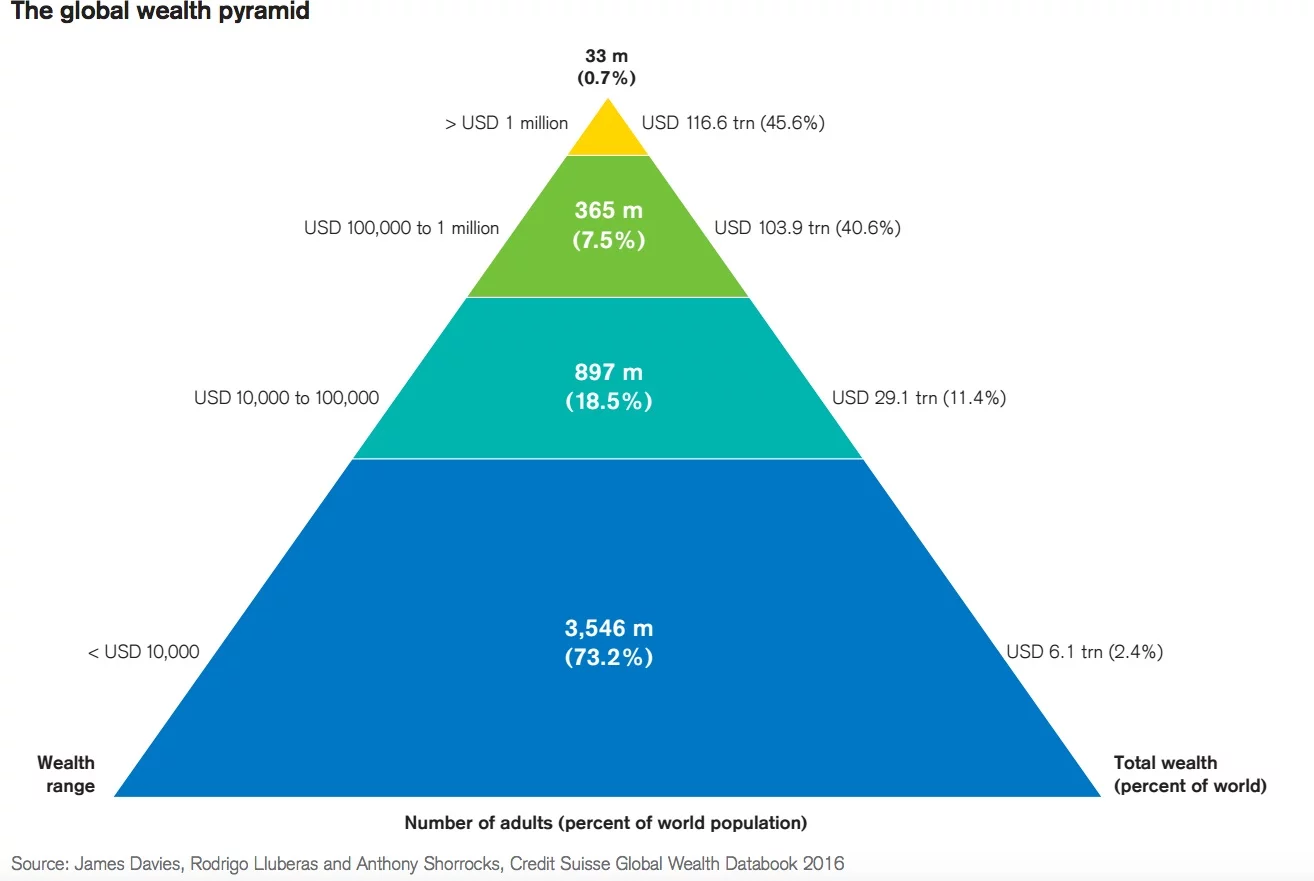 The global wealth pyramid
33 m
(0.7%)
> USD 1 million
USD 116.6 trn (45.6%)
365 m
(7.5%)
USD 100,000 to 1 million
USD 103.9 trn (40.6%)
897 m
(18.5%)
USD 10,000 to 100,000
USD 29.1 trn (11.4%)
3,546 m
(73.2%)
< USD 10,000
USD 6.1 trn (2.4%)
Wealth
range
Total wealth
(percent of world)
Number of adults (percent of world population)
Source: James Davies, Rodrigo Lluberas and Anthony Shorrocks, Credit Suisse Global Wealth Databook 2016